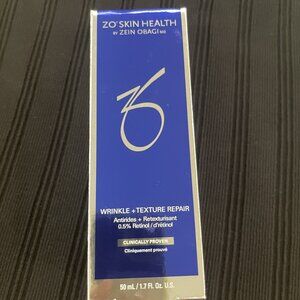 ZO® SKIN HEALTH
BY ZEIN OBAGI MD
WRINKLE + TEXTURE REPAIR
Antirides + Retexturisant
0.5% Retinol / d'rétinol
CLINICALLY PROVEN
Cliniquement prouvé
50 mL / 1.7 Fl. Oz. U.S.